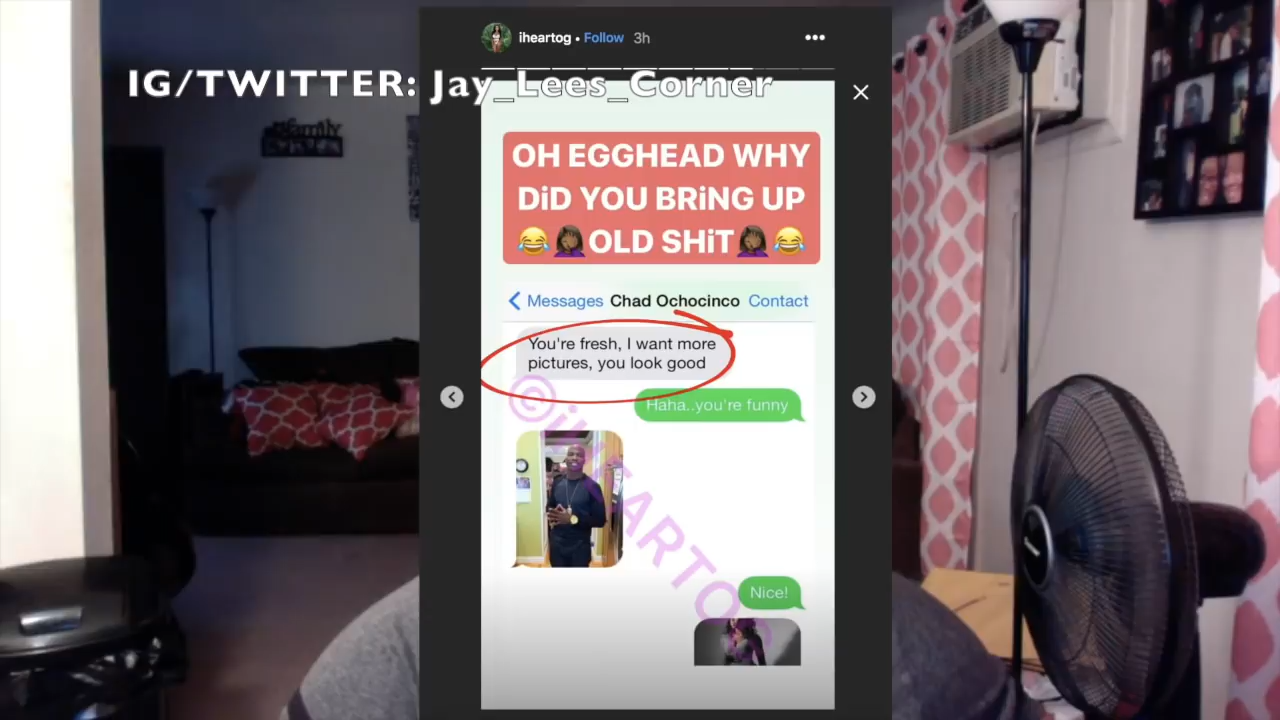 iheartog • Follow 3h
IG/TWITTER: Jay_Lees_Corner
family
OH EGGHEAD WHY
DiD YOU BRiNG UP
😂🤦🏾‍♀️OLD SHiT🤦🏾‍♀️😂
Messages Chad Ochocinco Contact
You're fresh, I want more
pictures, you look good
Haha..you're funny
@iHEARTOG
Nice!